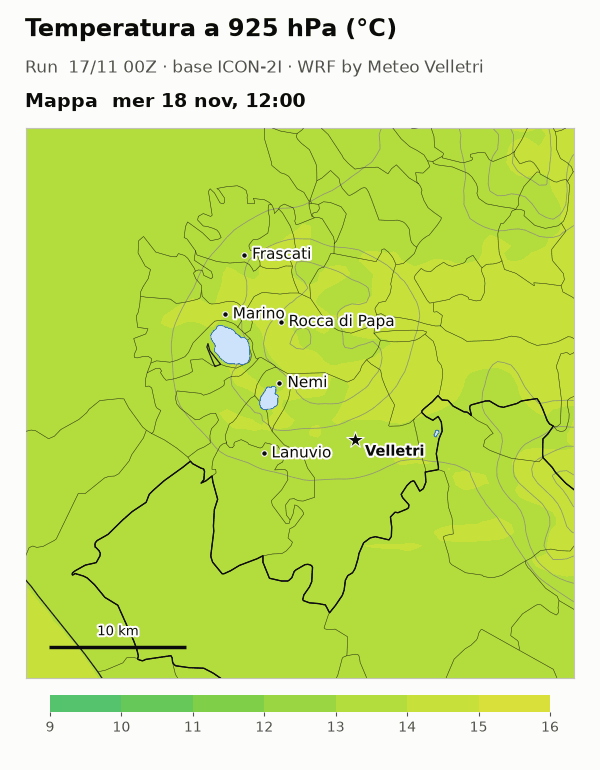 Temperatura a 925 hPa (°C)
Run  17/11 00Z · base ICON-2I · WRF by Meteo Velletri
Mappa  mer 18 nov, 12:00
Frascati
Marino
Rocca di Papa
Nemi
Velletri
Lanuvio
10 km
9 10 11 12 13 14 15 16